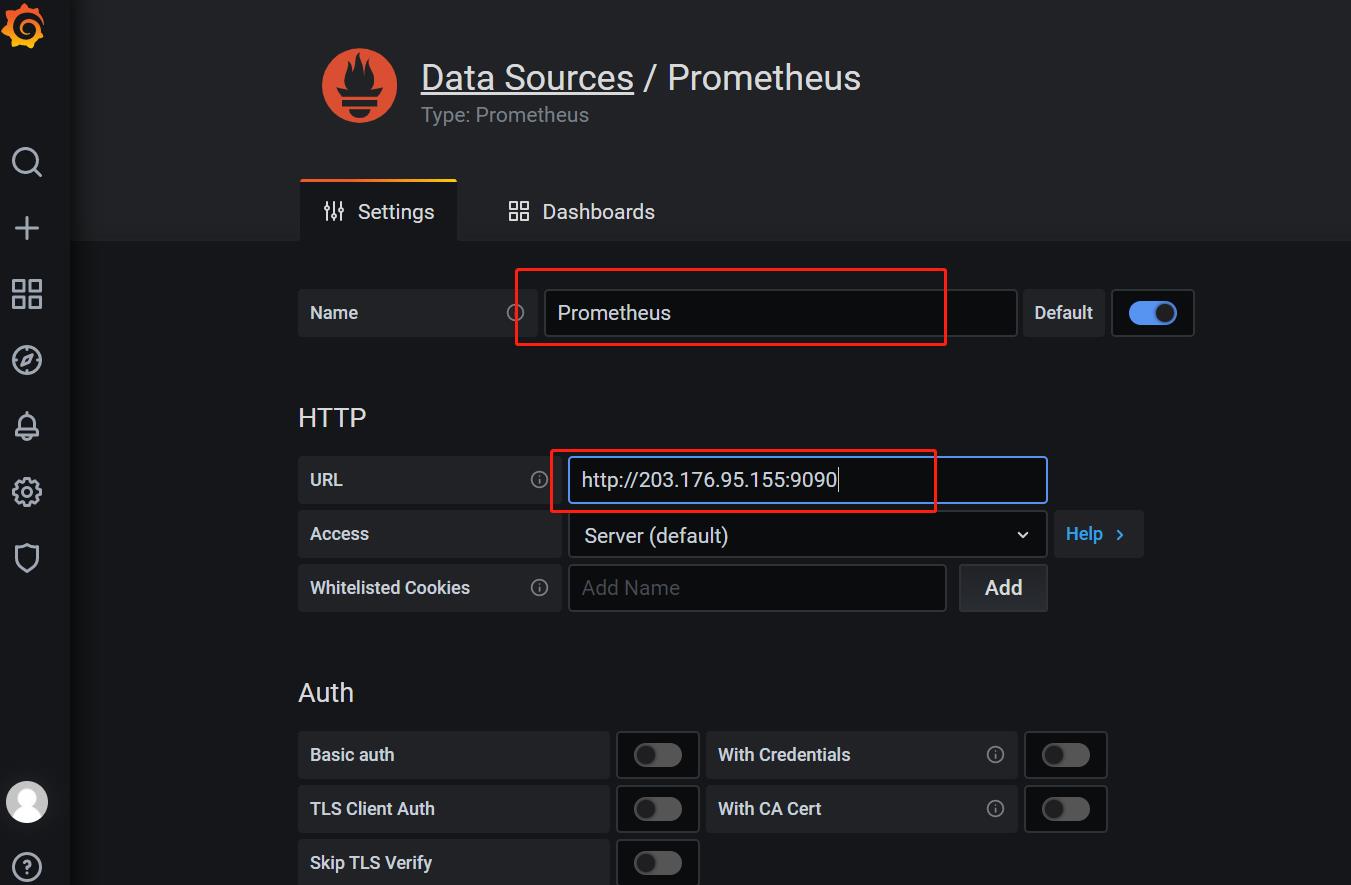 Data Sources / Prometheus
Type: Prometheus
Settings Dashboards
Name Prometheus Default
HTTP
URL http://203.176.95.155:9090
Access Server (default) Help
Whitelisted Cookies Add Name Add
Auth
Basic auth With Credentials
TLS Client Auth With CA Cert
Skip TLS Verify